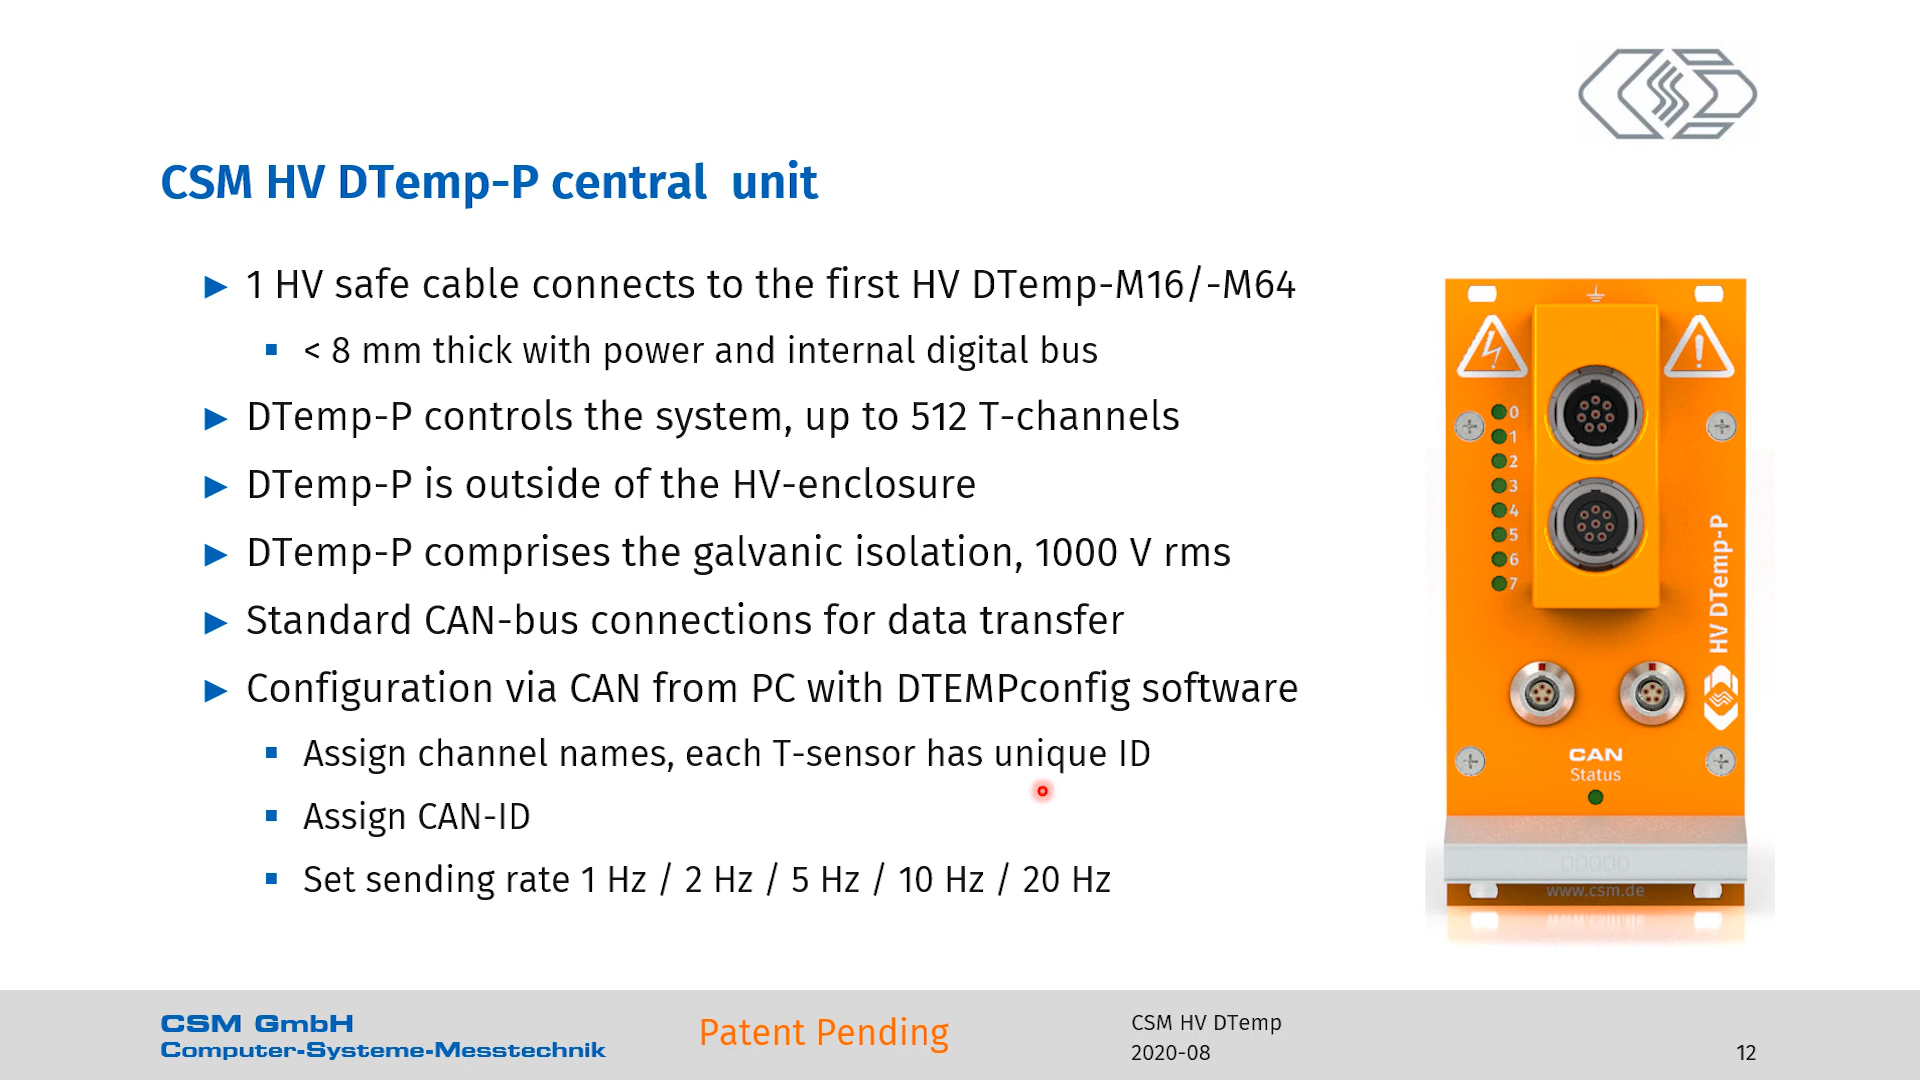 CSM HV DTemp-P central unit
► 1 HV safe cable connects to the first HV DTemp-M16/-M64
▪ < 8 mm thick with power and internal digital bus
► DTemp-P controls the system, up to 512 T-channels
► DTemp-P is outside of the HV-enclosure
► DTemp-P comprises the galvanic isolation, 1000 V rms
► Standard CAN-bus connections for data transfer
► Configuration via CAN from PC with DTEMPconfig software
▪ Assign channel names, each T-sensor has unique ID
▪ Assign CAN-ID
▪ Set sending rate 1 Hz / 2 Hz / 5 Hz / 10 Hz / 20 Hz
0
1
2
3
4
5
6
7
HV DTemp-P
CAN
Status
00000
www.csm.de
CSM GmbH
Computer-Systeme-Messtechnik
Patent Pending
CSM HV DTemp
2020-08
12